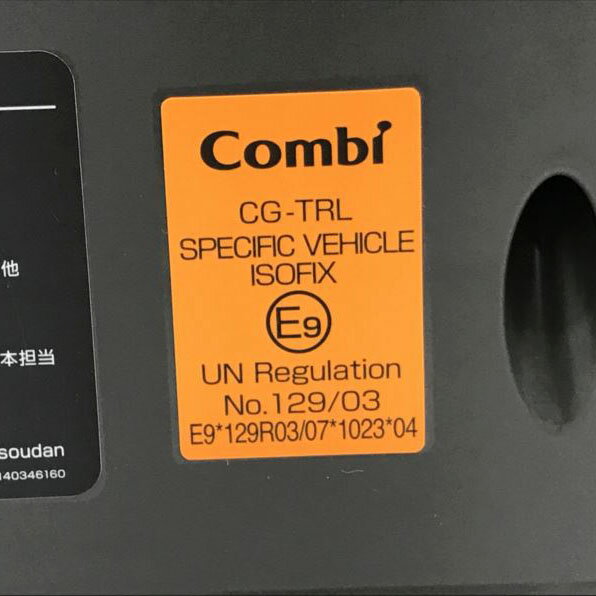 他
本担当
soudan
140346160
Combi
CG-TRL
SPECIFIC VEHICLE
ISOFIX
E9
UN Regulation
No.129/03
E9*129R03/07*1023*04